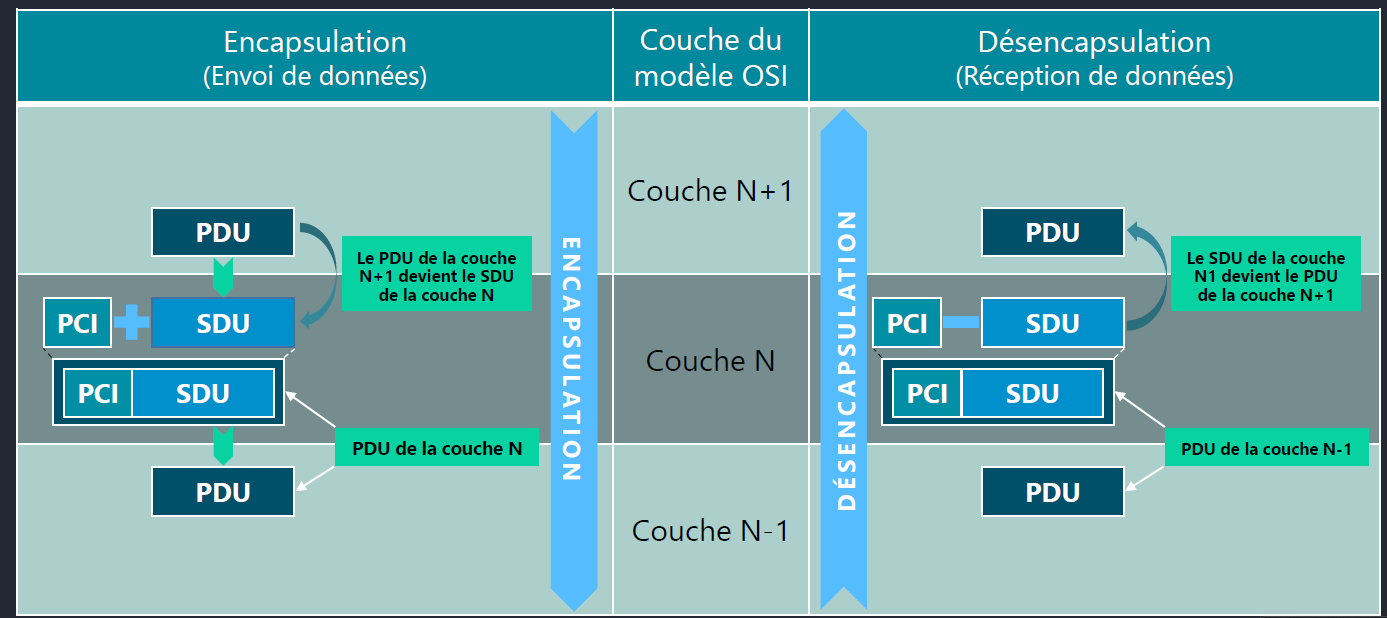 Encapsulation
(Envoi de données)
Couche du
modèle OSI
Désencapsulation
(Réception de données)
Couche N+1
PDU
Le PDU de la couche
N+1 devient le SDU
de la couche N
PCI
SDU
PCI
SDU
PDU de la couche N
PDU
ENCAPSULATION
Couche N
Couche N-1
DÉSENCAPSULATION
PDU
Le SDU de la couche
N1 devient le PDU
de la couche N+1
PCI
SDU
PCI
SDU
PDU de la couche N-1
PDU